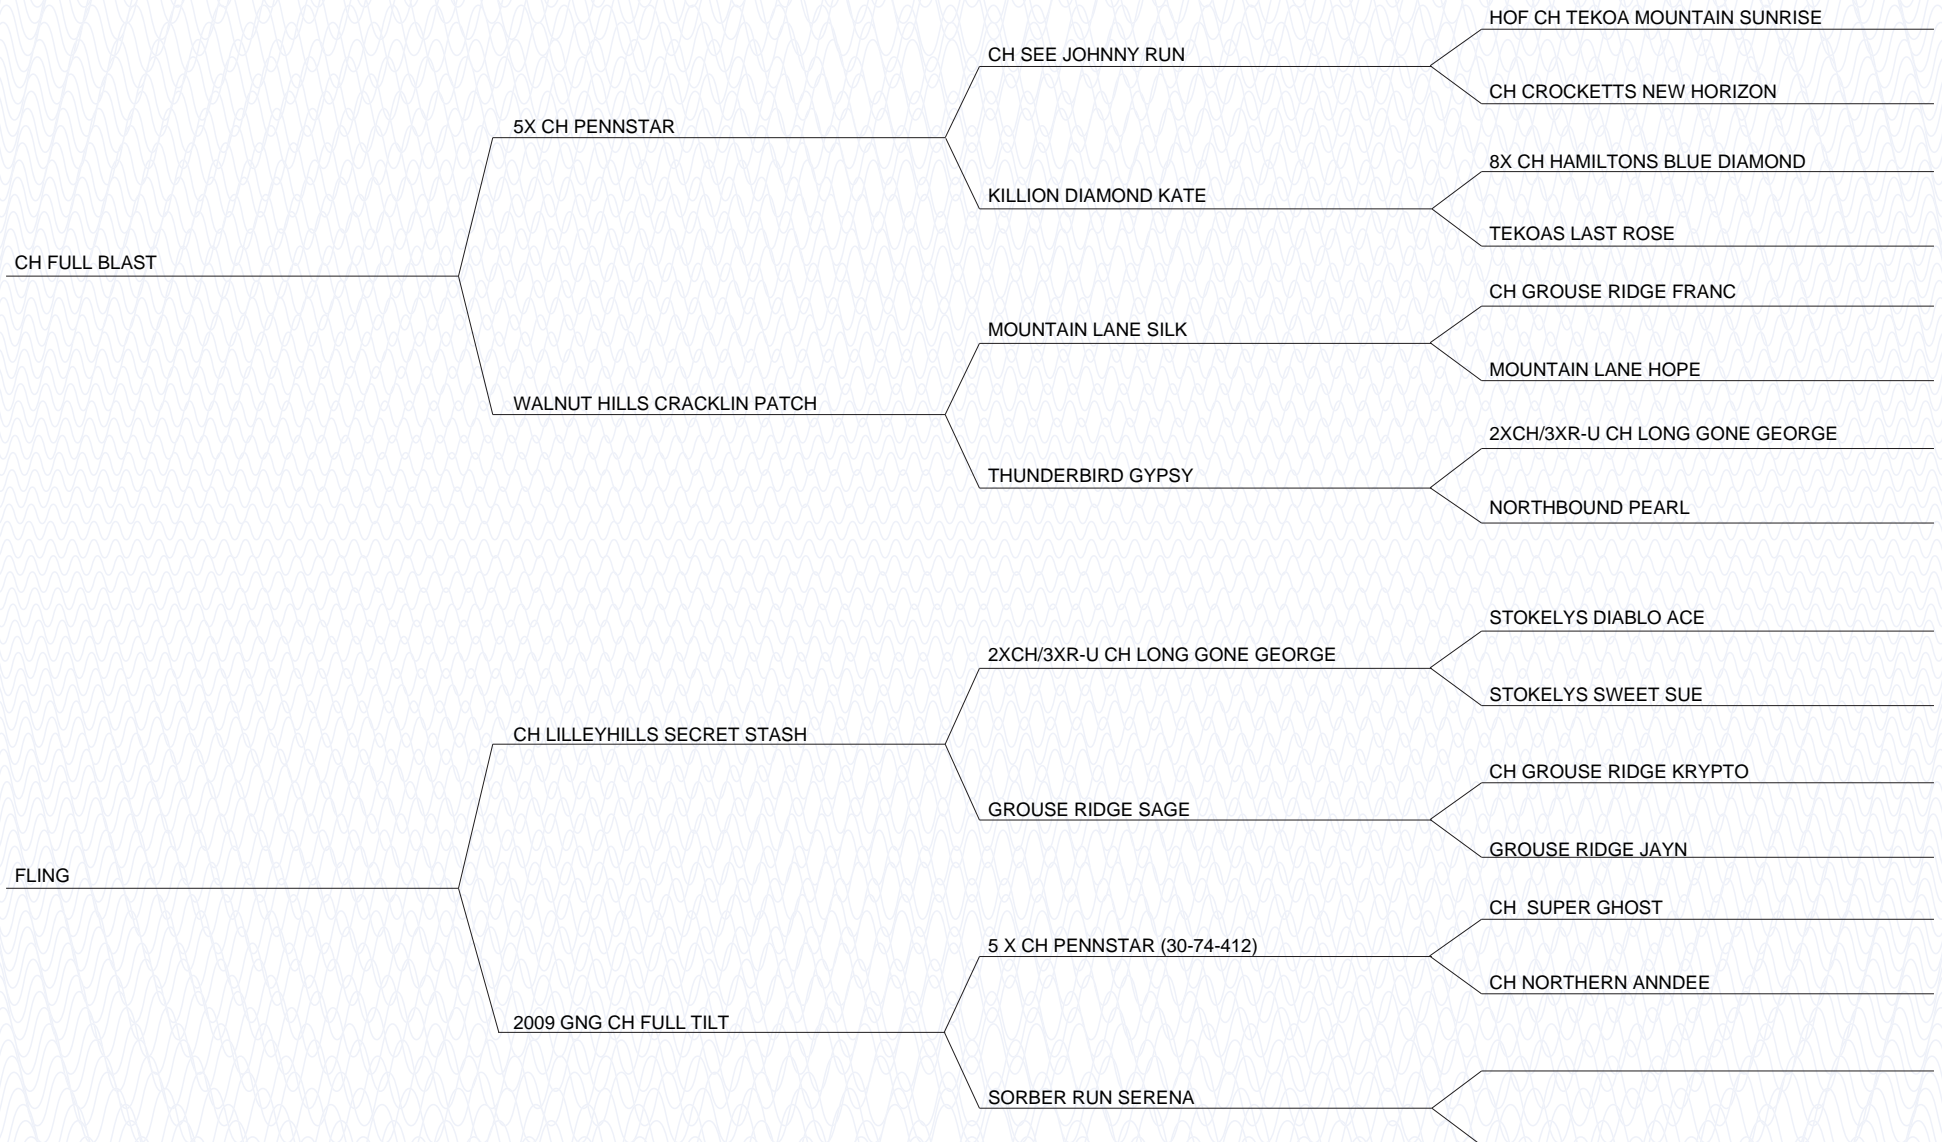 HOF CH TEKOA MOUNTAIN SUNRISE
CH SEE JOHNNY RUN
CH CROCKETTS NEW HORIZON
5X CH PENNSTAR
8X CH HAMILTONS BLUE DIAMOND
KILLION DIAMOND KATE
TEKOAS LAST ROSE
CH FULL BLAST
CH GROUSE RIDGE FRANC
MOUNTAIN LANE SILK
MOUNTAIN LANE HOPE
WALNUT HILLS CRACKLIN PATCH
2XCH/3XR-U CH LONG GONE GEORGE
THUNDERBIRD GYPSY
NORTHBOUND PEARL
STOKELYS DIABLO ACE
2XCH/3XR-U CH LONG GONE GEORGE
STOKELYS SWEET SUE
CH LILLEYHILLS SECRET STASH
CH GROUSE RIDGE KRYPTO
GROUSE RIDGE SAGE
GROUSE RIDGE JAYN
FLING
CH  SUPER GHOST
5 X CH PENNSTAR (30-74-412)
CH NORTHERN ANNDEE
2009 GNG CH FULL TILT
SORBER RUN SERENA